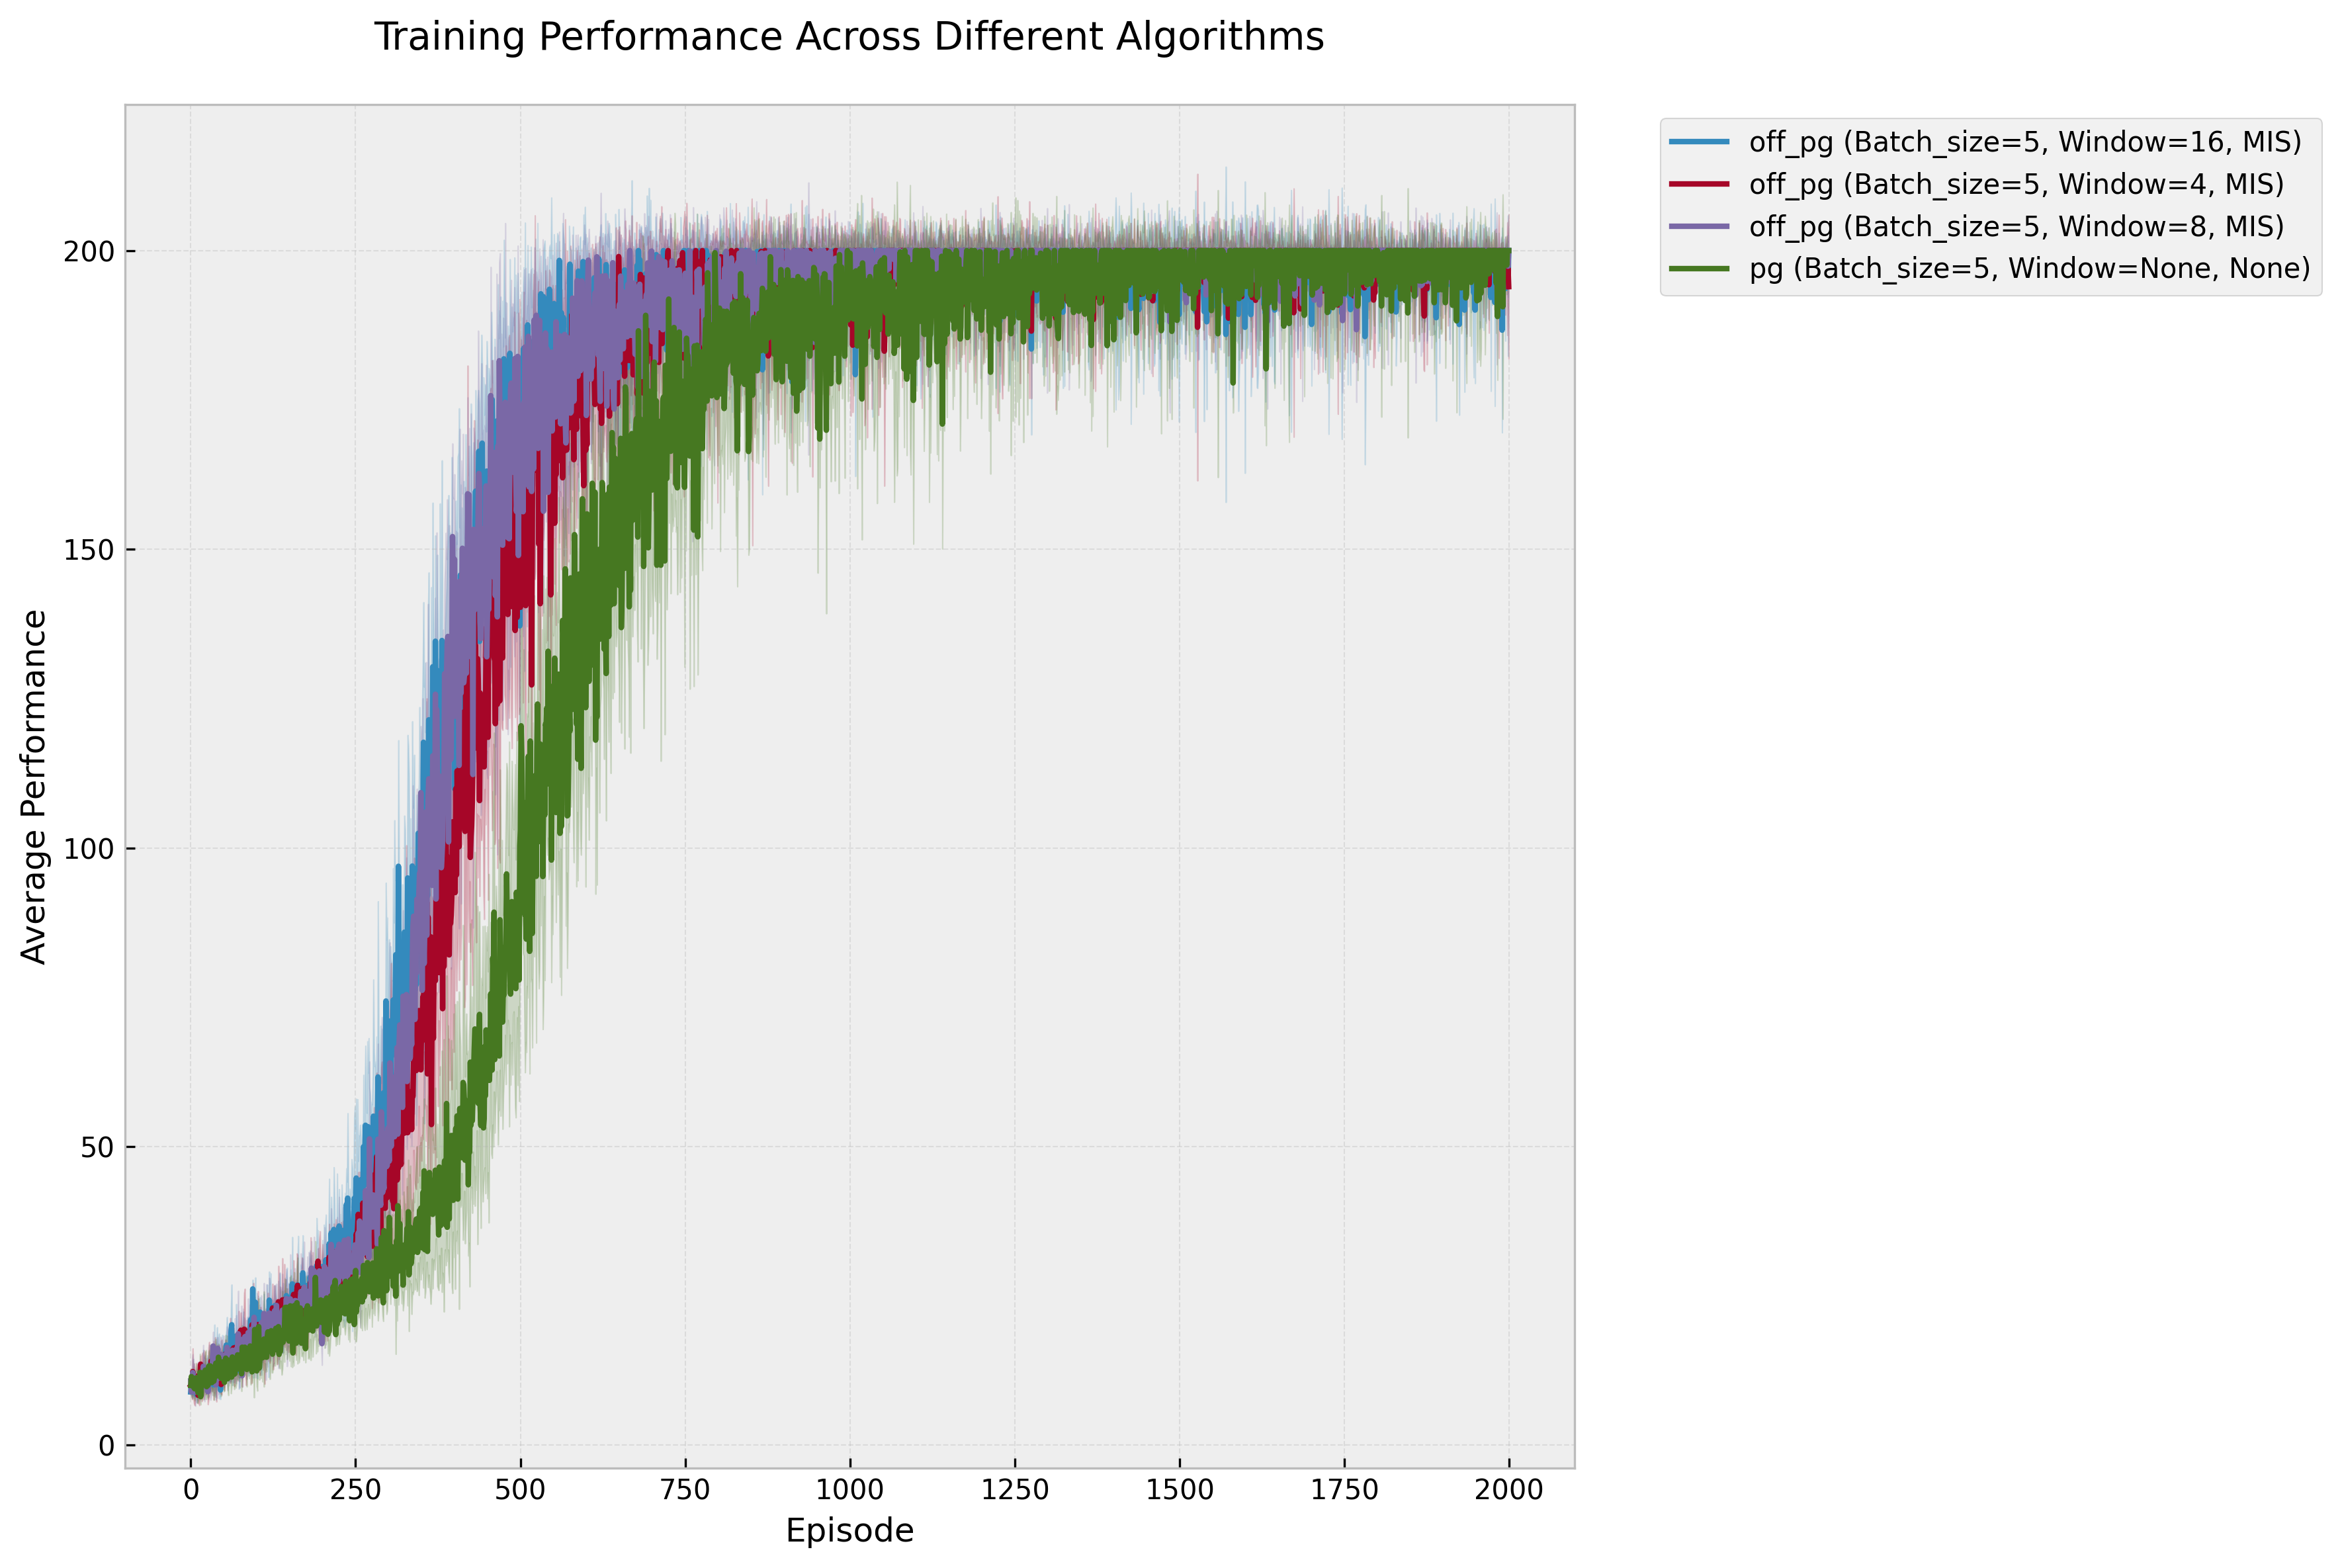 Training Performance Across Different Algorithms
off_pg (Batch_size=5, Window=16, MIS)
off_pg (Batch_size=5, Window=4, MIS)
off_pg (Batch_size=5, Window=8, MIS)
pg (Batch_size=5, Window=None, None)
Average Performance
200
150
100
50
0
0 250 500 750 1000 1250 1500 1750 2000
Episode